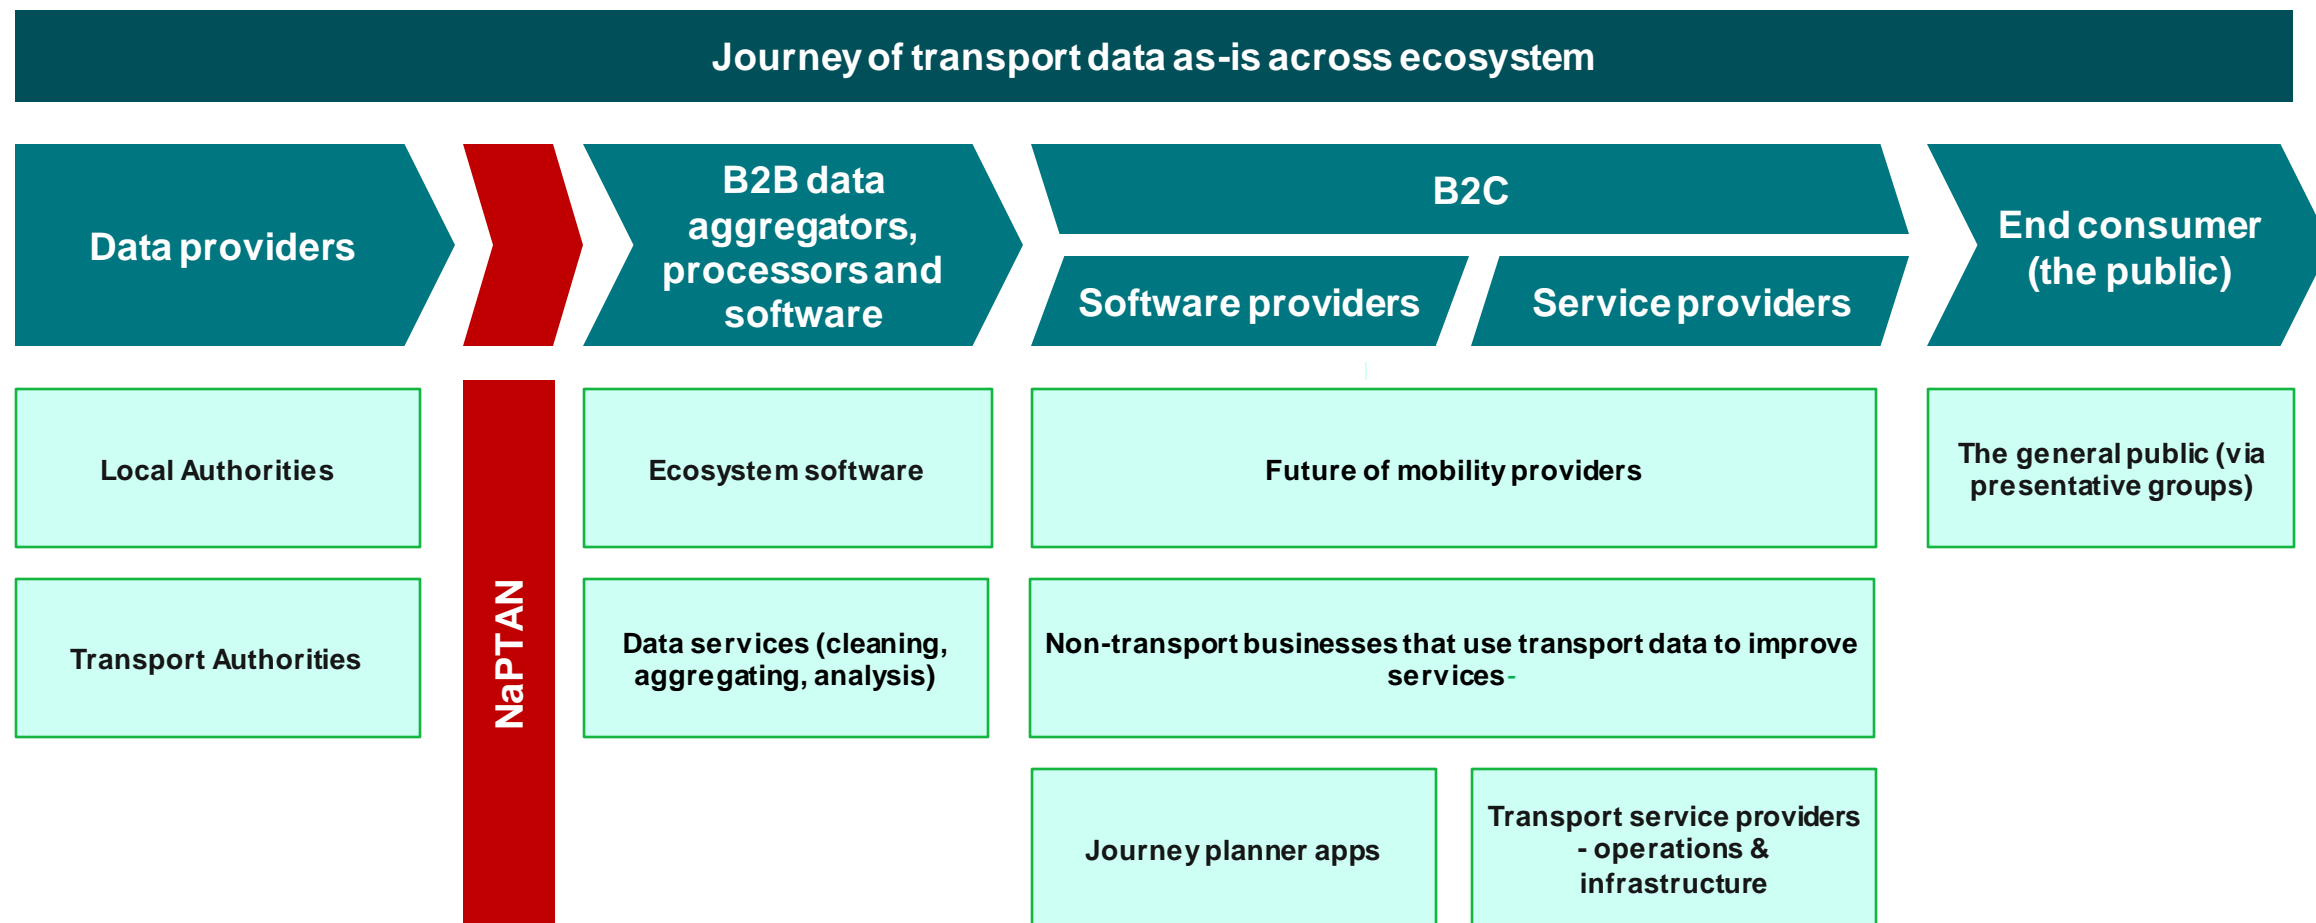 Journey of transport data as-is across ecosystem
Data providers
B2B data
aggregators,
processors and
software
B2C
Software providers
Service providers
End consumer
(the public)
Local Authorities
Ecosystem software
Future of mobility providers
The general public (via
presentative groups)
NaPTAN
Transport Authorities
Data services (cleaning,
aggregating, analysis)
Non-transport businesses that use transport data to improve
services-
Journey planner apps
Transport service providers
- operations &
infrastructure